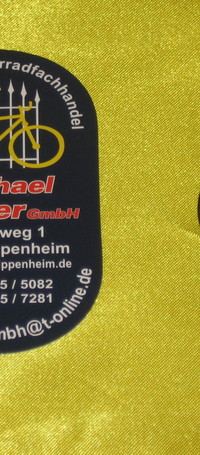 rradfachhandel
hael
er GmbH
weg 1
ppenheim
ppenheim.de
5 / 5082
5 / 7281
mbh@t-online.de